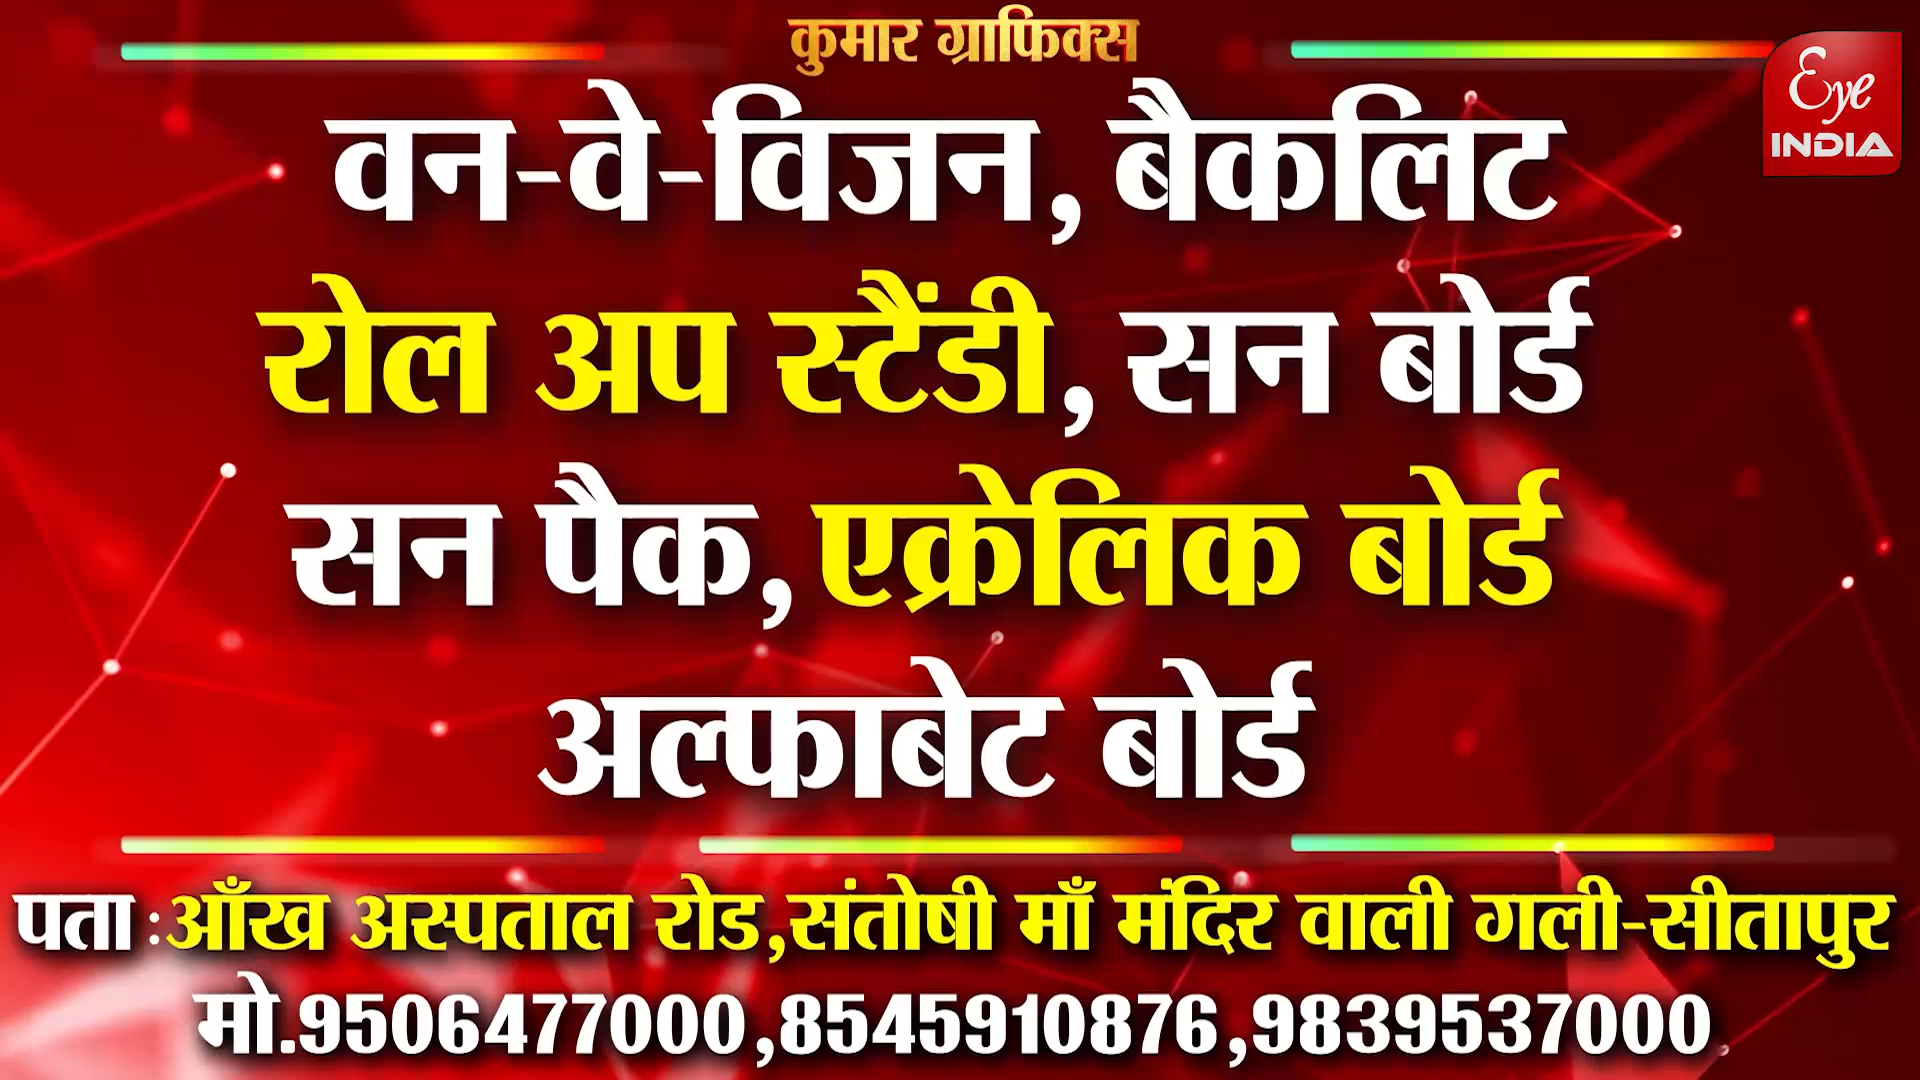 कुमार ग्राफिक्स
Eye
INDIA
वन-वे-विजन, बैकलिट
रोल अप स्टैंडी, सन बोर्ड
सन पैक, एक्रेलिक बोर्ड
अल्फाबेट बोर्ड
पता:आँख अस्पताल रोड,संतोषी माँ मंदिर वाली गली-सीतापुर
मो.9506477000,8545910876,9839537000